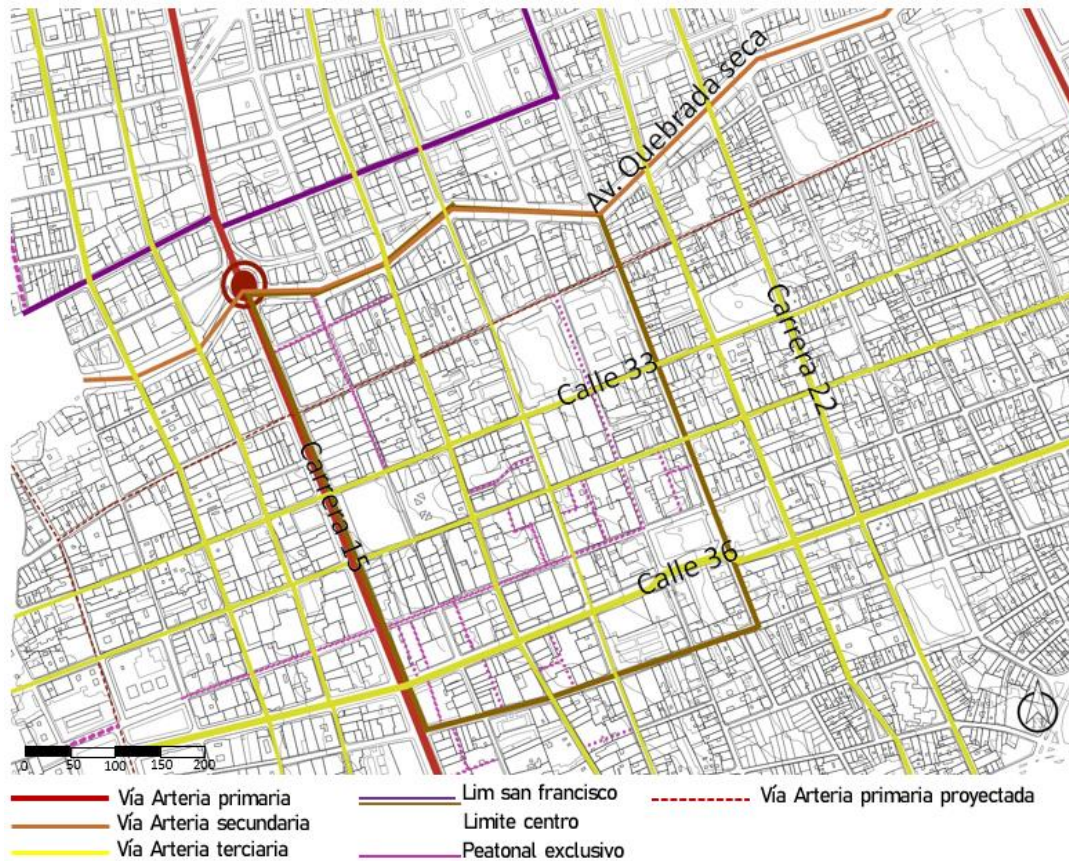 Av. Quebrada seca
Carrera 22
Calle 33
Carrera 15
Calle 36
0 50 100 150 200
Vía Arteria primaria
Lim san francisco
Vía Arteria primaria proyectada
Vía Arteria secundaria
Limite centro
Vía Arteria terciaria
Peatonal exclusivo